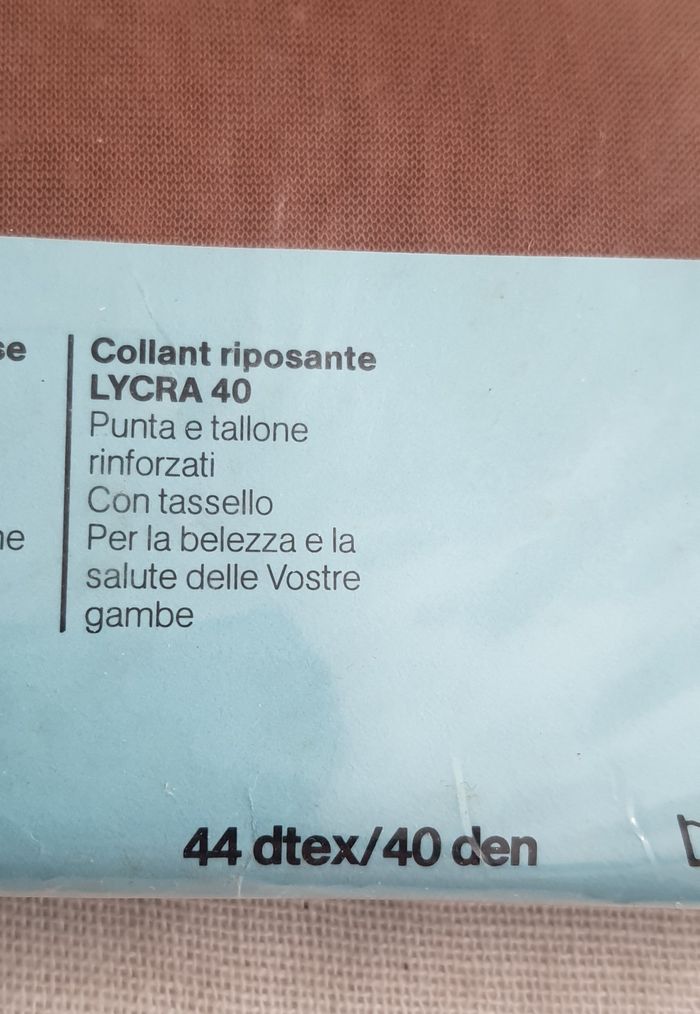 Collant riposante
LYCRA 40
Punta e tallone
rinforzati
Con tassello
Per la belezza e la
salute delle Vostre
gambe
44 dtex/40 den